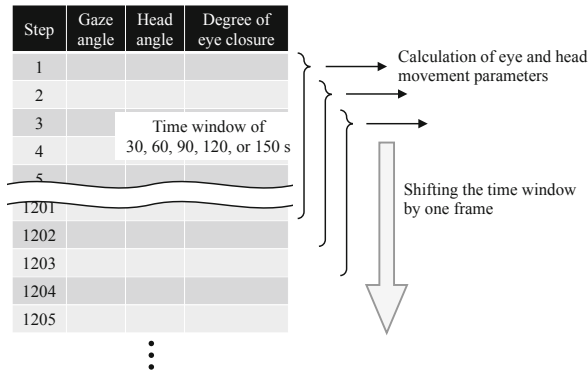 Step
Gaze
angle
Head
angle
Degree of
eye closure
1
2
3
4
5
1201
1202
1203
1204
1205
Time window of
30, 60, 90, 120, or 150 s
Calculation of eye and head
movement parameters
Shifting the time window
by one frame